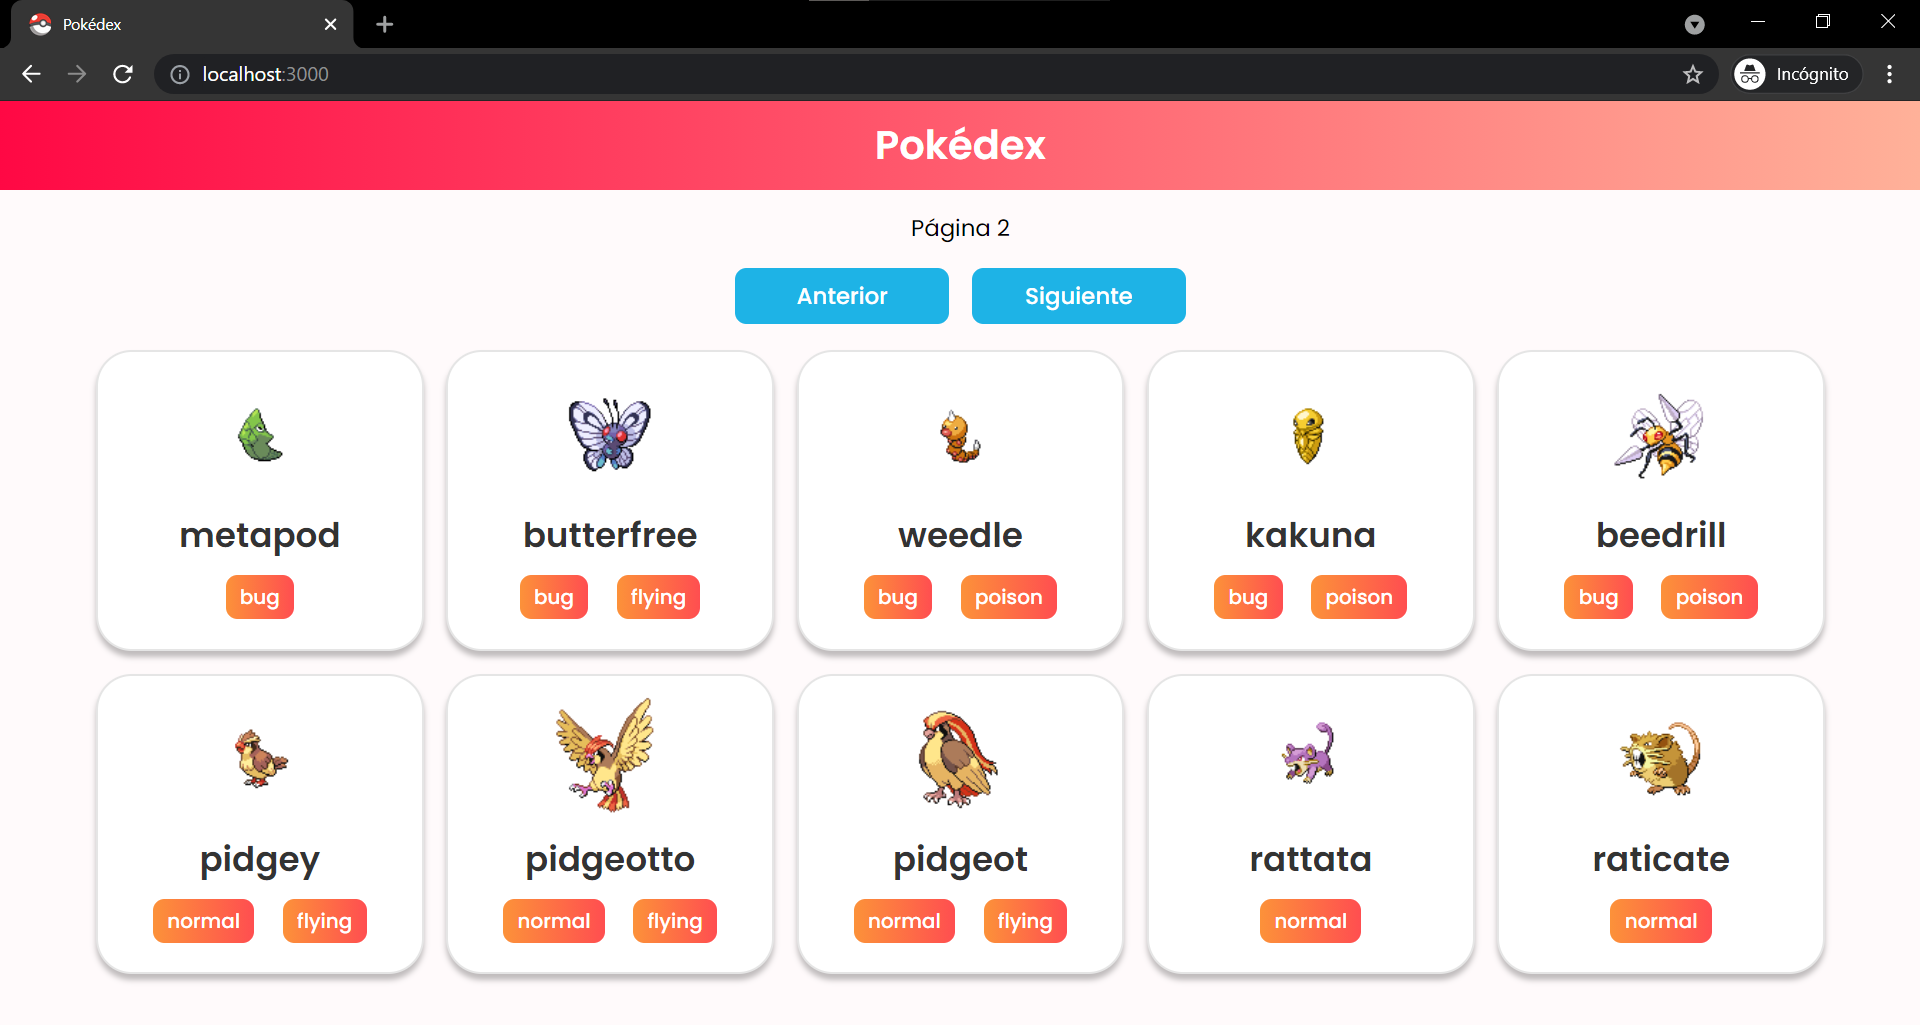 Pokédex
localhost:3000
Incógnito
Pokédex
Página 2
Anterior Siguiente
metapod butterfree weedle kakuna beedrill
bug bug flying bug poison bug poison bug poison
pidgey pidgeotto pidgeot rattata raticate
normal flying normal flying normal flying normal normal